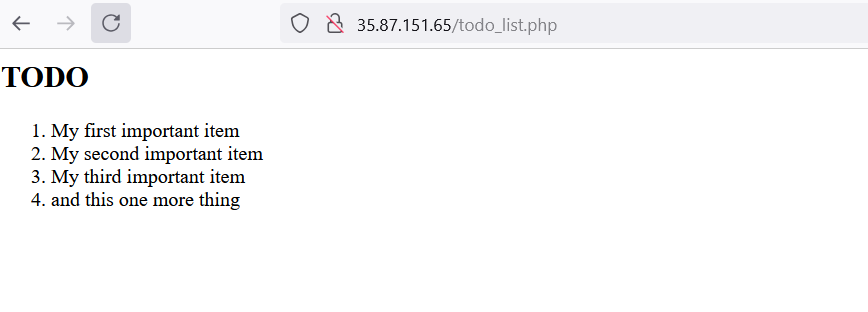 35.87.151.65/todo_list.php
TODO
1. My first important item
2. My second important item
3. My third important item
4. and this one more thing